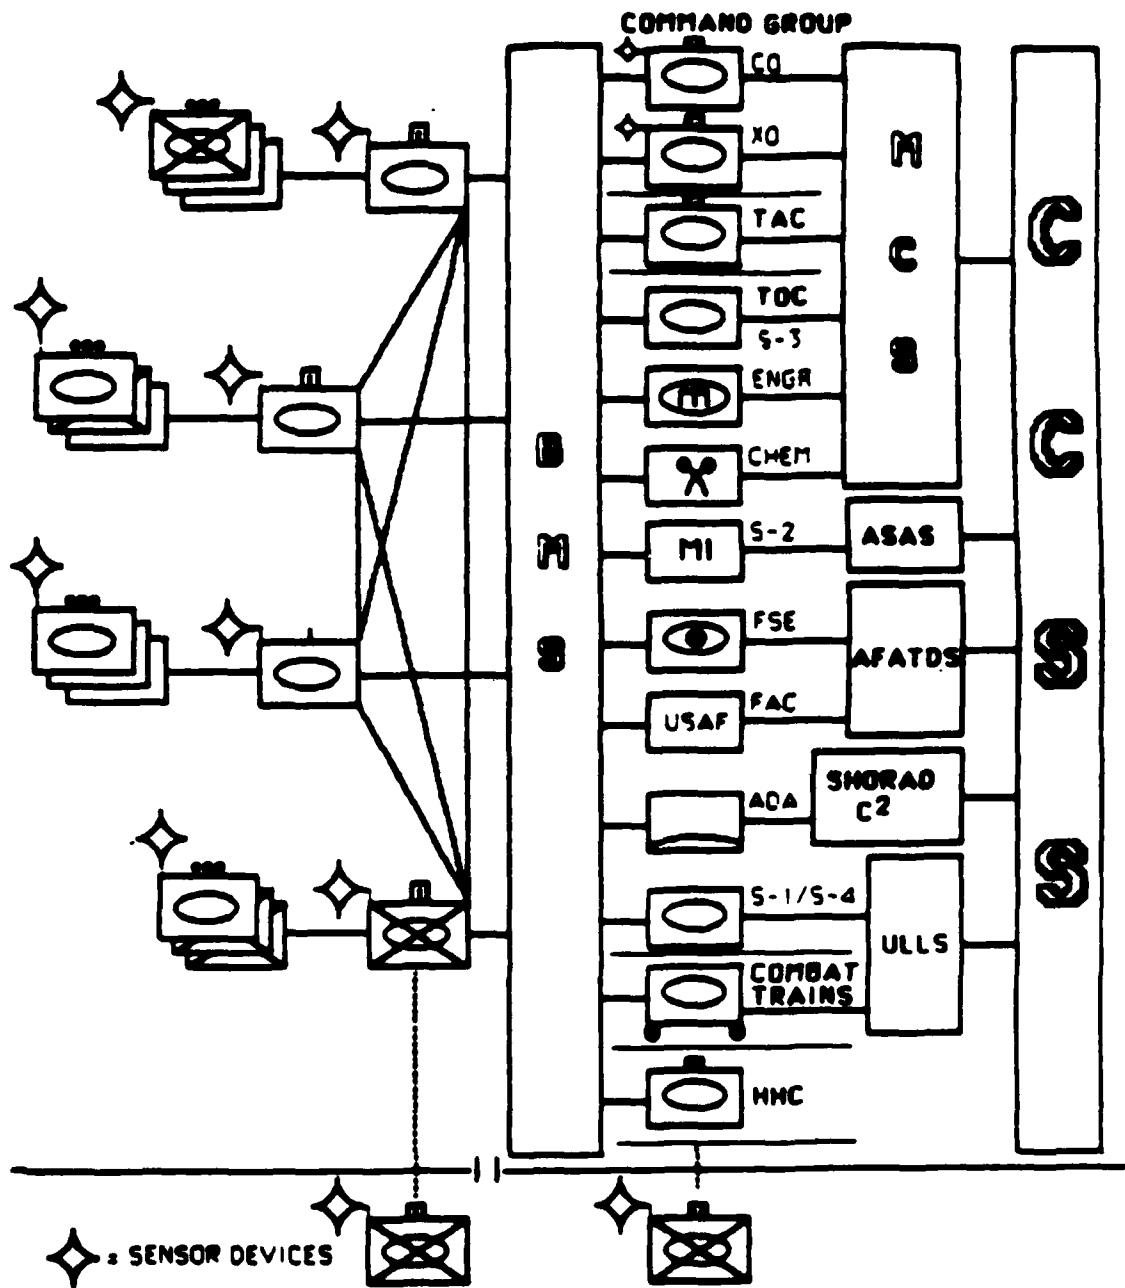 COMMAND GROUP
CO
XO
TAC
TOC
S-3
ENGR
CHEM
MI
S-2
FSE
USAF
FAC
ADA
S-1/S-4
COMBAT
TRAINS
HHC
B
M
S
M
C
S
ASAS
AFATDS
SHORAD
C²
ULLS
C
C
S
S
= SENSOR DEVICES